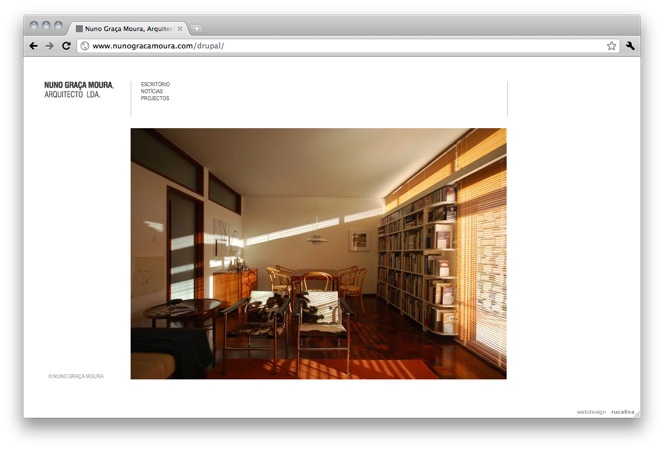 Nuno Graça Moura, Arquitec
www.nunogracamoura.com/drupal/
NUNO GRAÇA MOURA,
ARQUITECTO LDA.
ESCRITÓRIO
NOTÍCIAS
PROJECTOS
© NUNO GRAÇA MOURA
webdesign rucativa